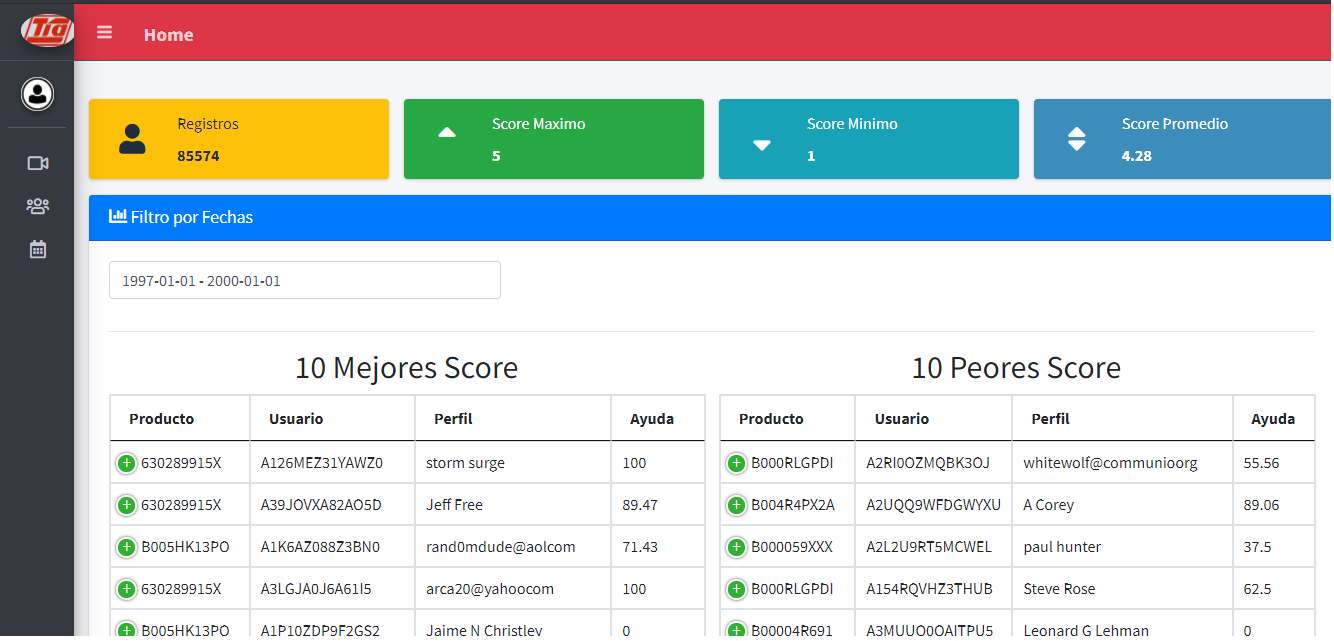 Tra
Home
Registros
85574
Score Maximo
5
Score Minimo
1
Score Promedio
4.28
Filtro por Fechas
1997-01-01 - 2000-01-01
10 Mejores Score
Producto Usuario Perfil Ayuda
630289915X A126MEZ31YAWZ0 storm surge 100
630289915X A39JOVXA82AO5D Jeff Free 89.47
B005HK13PO A1K6AZ088Z3BN0 rand0mdude@aolcom 71.43
630289915X A3LGJA0J6A61I5 arca20@yahoocom 100
B005HK13PO A1P10ZDP9F2GS2 Jaime N Christley 0
10 Peores Score
Producto Usuario Perfil Ayuda
B000RLGPDI A2RI0OZMQBK3OJ whitewolf@communioorg 55.56
B004R4PX2A A2UQQ9WFDGWYXU A Corey 89.06
B000059XXX A2L2U9RT5MCWEL paul hunter 37.5
B000RLGPDI A154RQVHZ3THUB Steve Rose 62.5
B00004R691 A3MUUO0OAITPU5 Leonard G Lehman 0